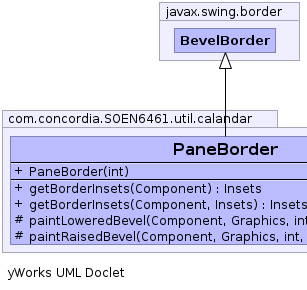 javax.swing.border
BevelBorder
com.concordia.SOEN6461.util.calandar
PaneBorder
+ PaneBorder(int)
+ getBorderInsets(Component) : Insets
+ getBorderInsets(Component, Insets) : Insets
# paintLoweredBevel(Component, Graphics, int
# paintRaisedBevel(Component, Graphics, int,
yWorks UML Doclet